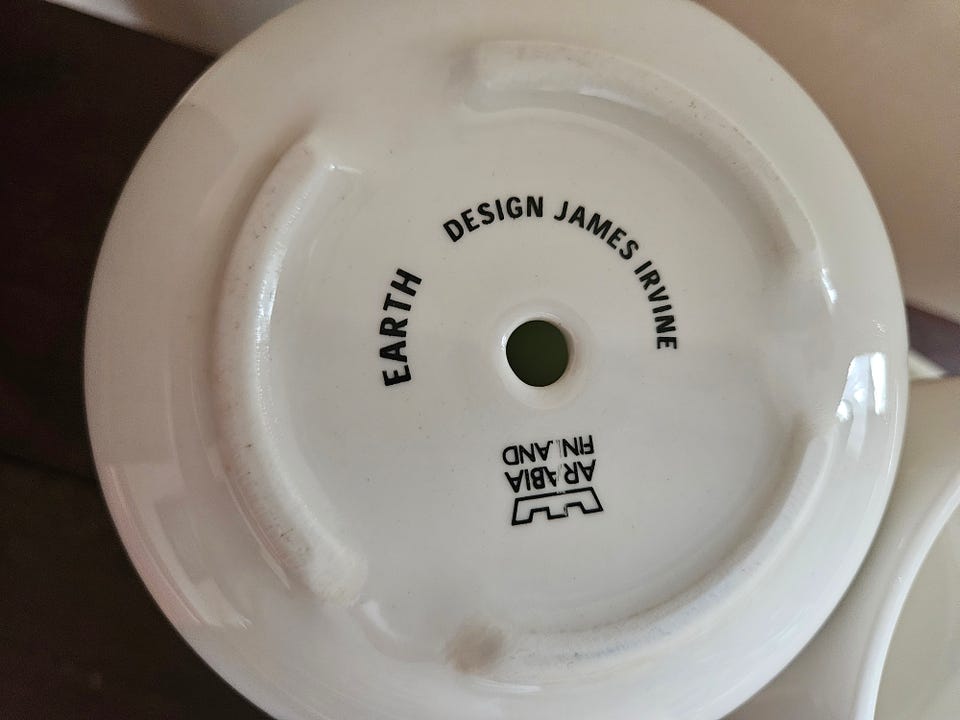 EARTH DESIGN JAMES IRVINE
ARABIA
FINLAND